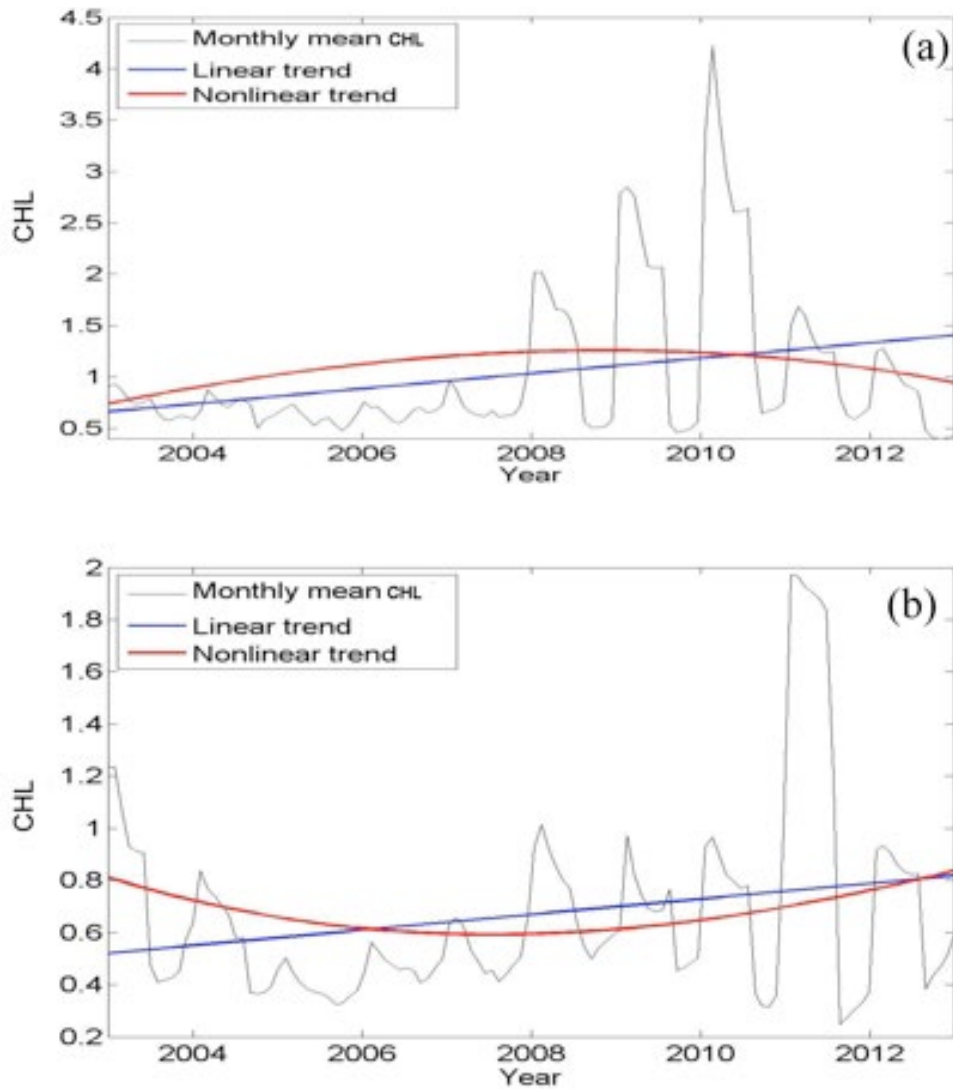 4.5
4
3.5
3
2.5
2
1.5
1
0.5
CHL
Monthly mean CHL
Linear trend
Nonlinear trend
(a)
2004 2006 2008 2010 2012
Year
2
1.8
1.6
1.4
1.2
1
0.8
0.6
0.4
0.2
CHL
Monthly mean CHL
Linear trend
Nonlinear trend
(b)
2004 2006 2008 2010 2012
Year